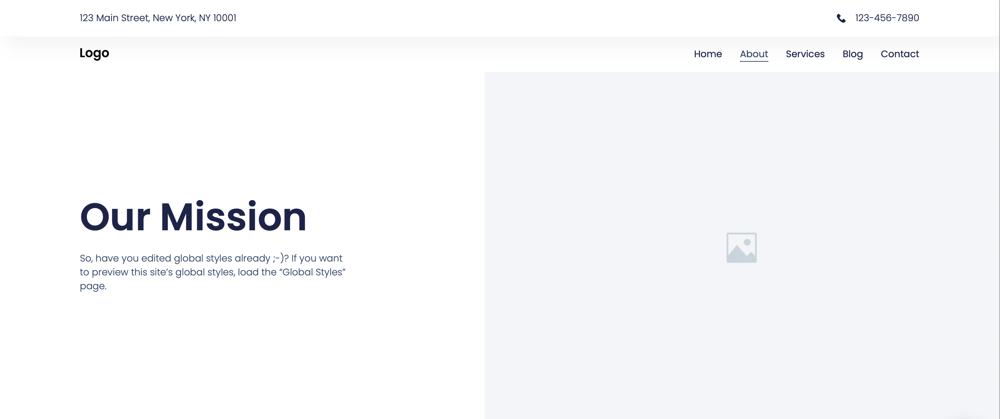 123 Main Street, New York, NY 10001
123-456-7890
Logo
Home About Services Blog Contact
Our Mission
So, have you edited global styles already ;-)? If you want
to preview this site’s global styles, load the “Global Styles”
page.